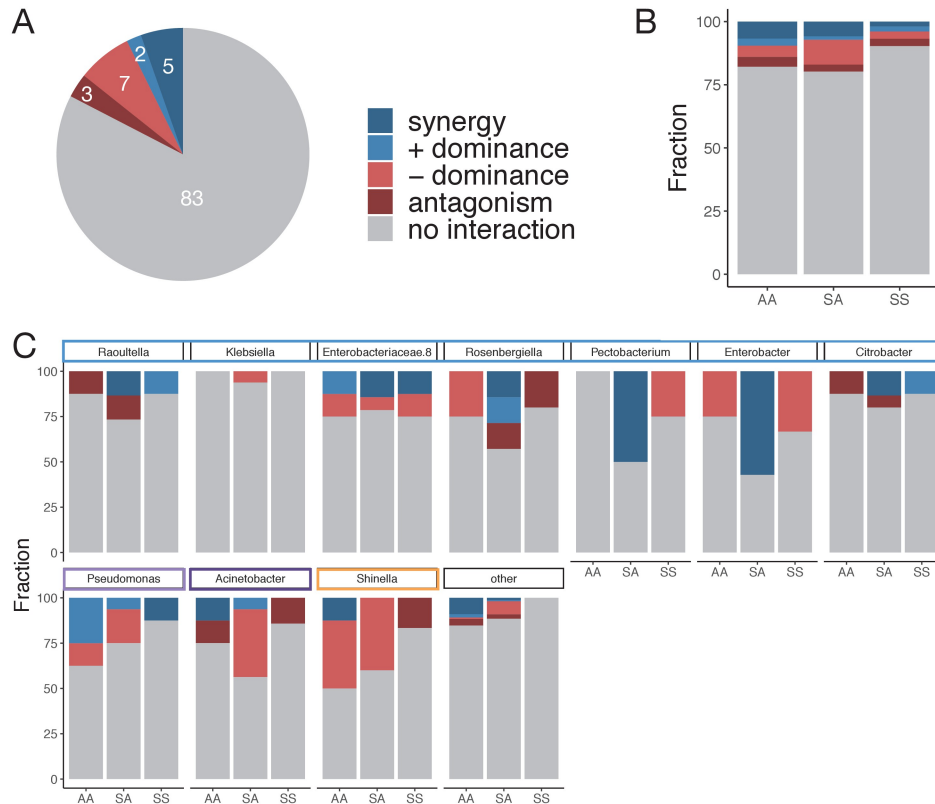 A
2
5
7
3
83
synergy
+ dominance
– dominance
antagonism
no interaction
B
Fraction
100
75
50
25
0
AA SA SS
C
Raoultella Klebsiella Enterobacteriaceae.8 Rosenbergiella Pectobacterium Enterobacter Citrobacter
100
75
50
25
0
AA SA SS AA SA SS AA SA SS
Fraction
Pseudomonas Acinetobacter Shinella other
100
75
50
25
0
AA SA SS AA SA SS AA SA SS AA SA SS